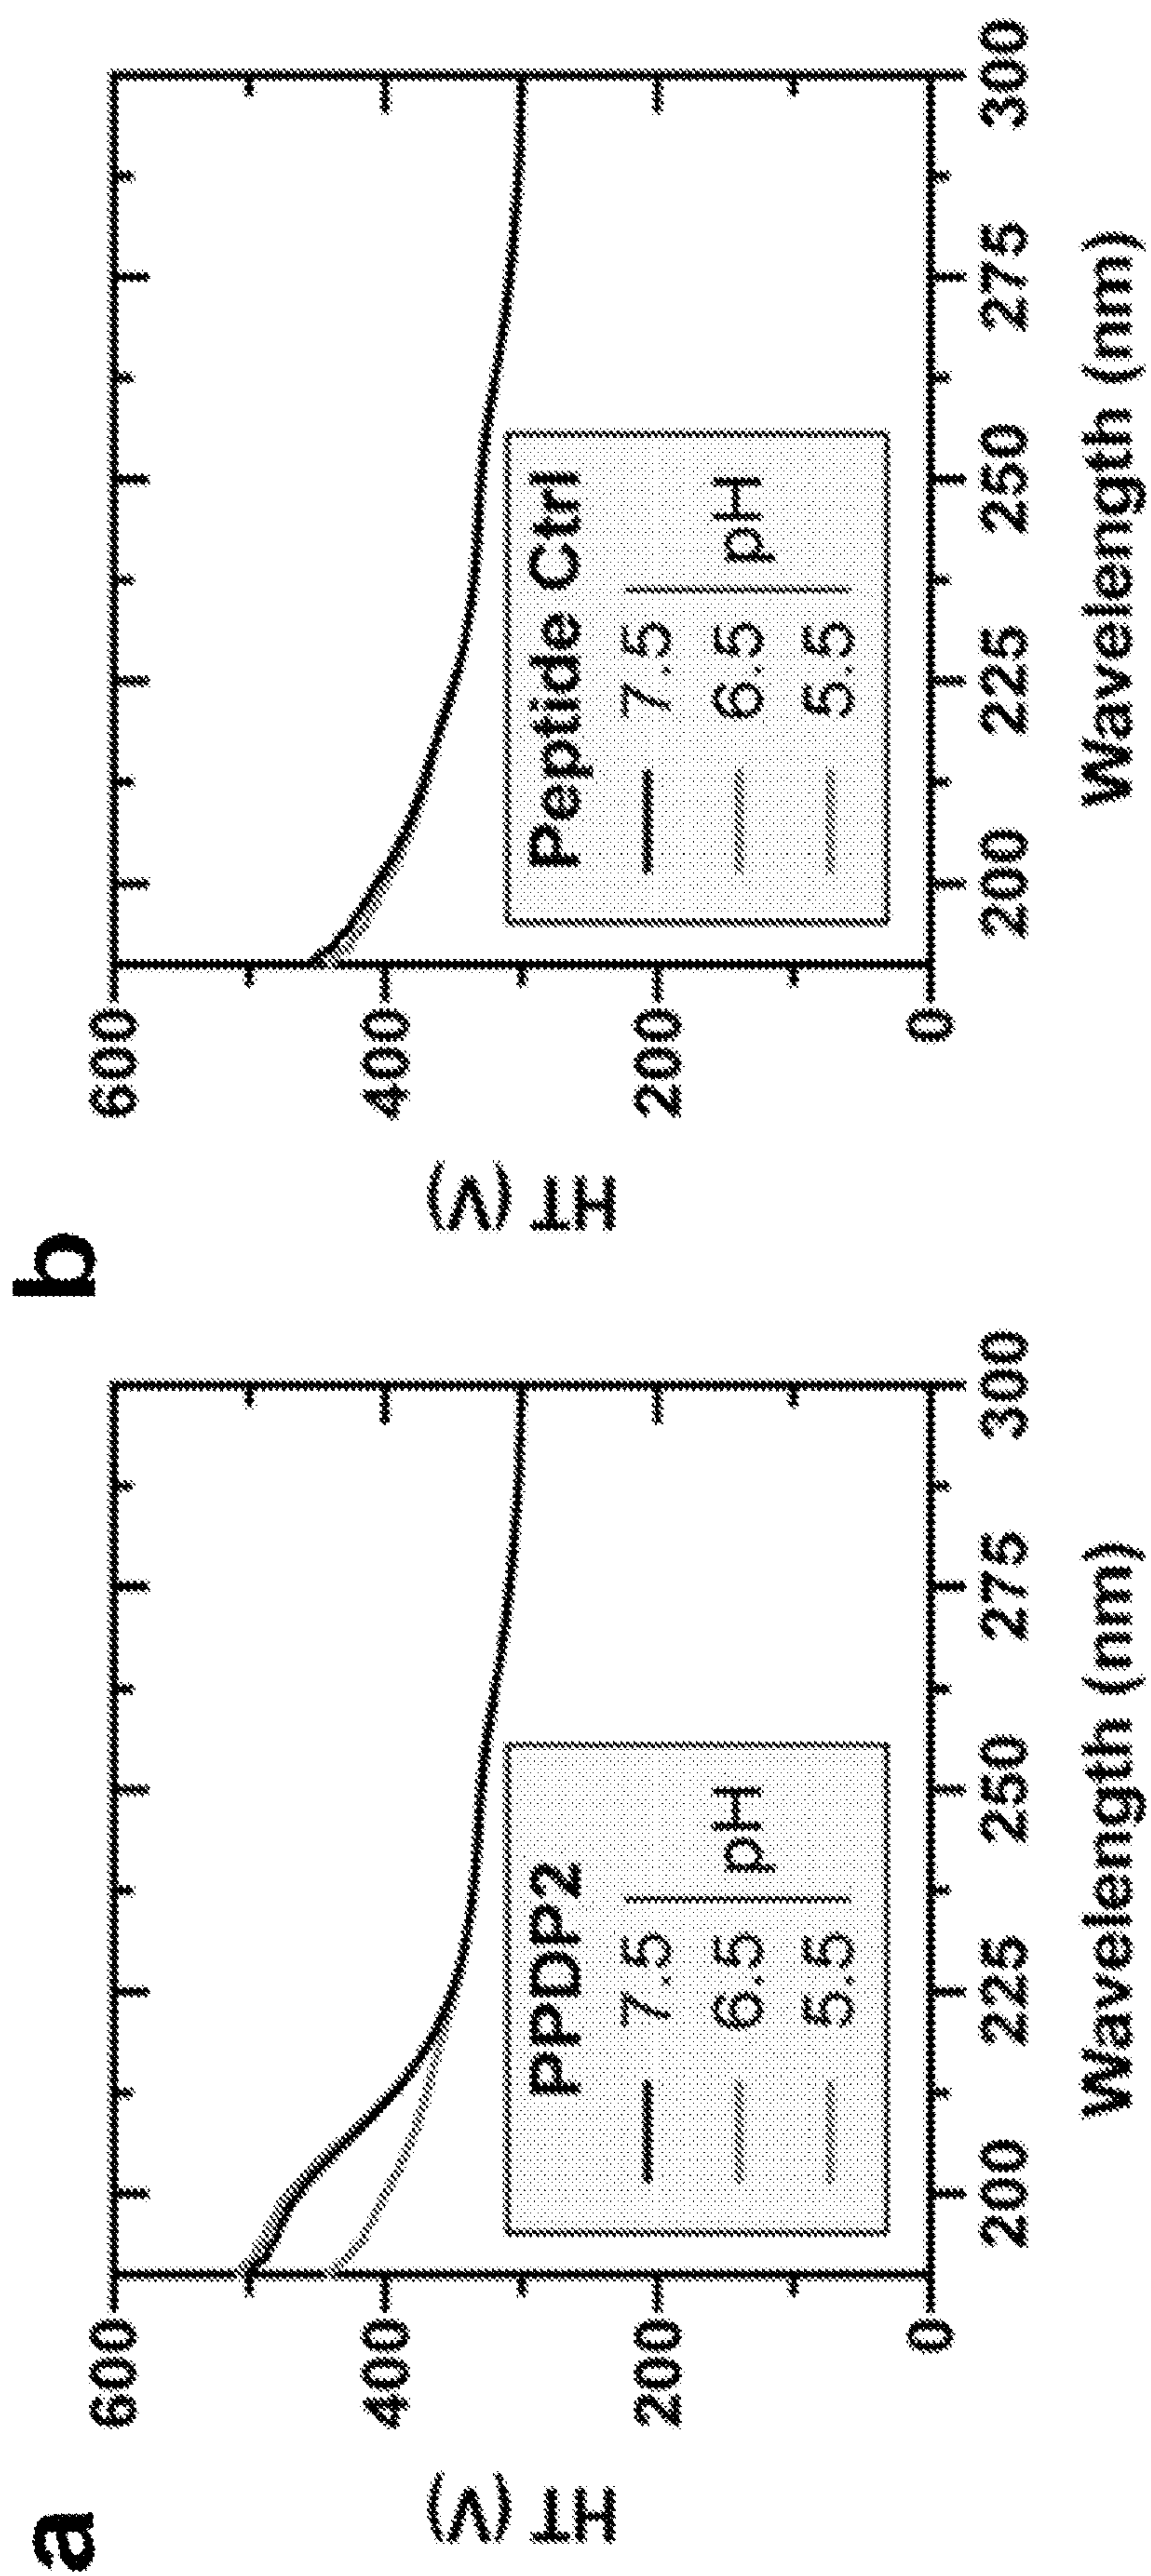 a
HT (V)
600
400
200
0
PPDP2
7.5
6.5 pH
5.5
200 225 250 275 300
Wavelength (nm)
b
HT (V)
600
400
200
0
Peptide Ctrl
7.5
6.5 pH
5.5
200 225 250 275 300
Wavelength (nm)